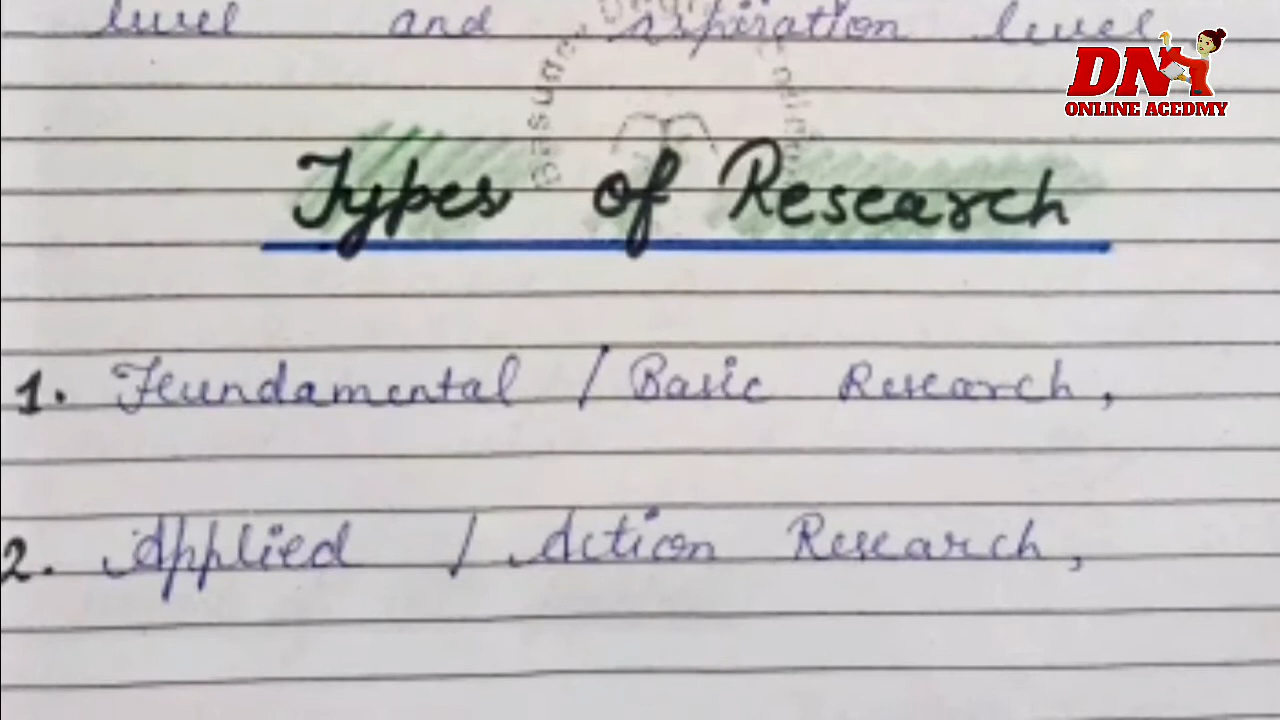 level and aspiration level
DN
ONLINE ACEDMY
Types of Research
1. Fundamental / Basic Research,
2. Applied / Action Research,